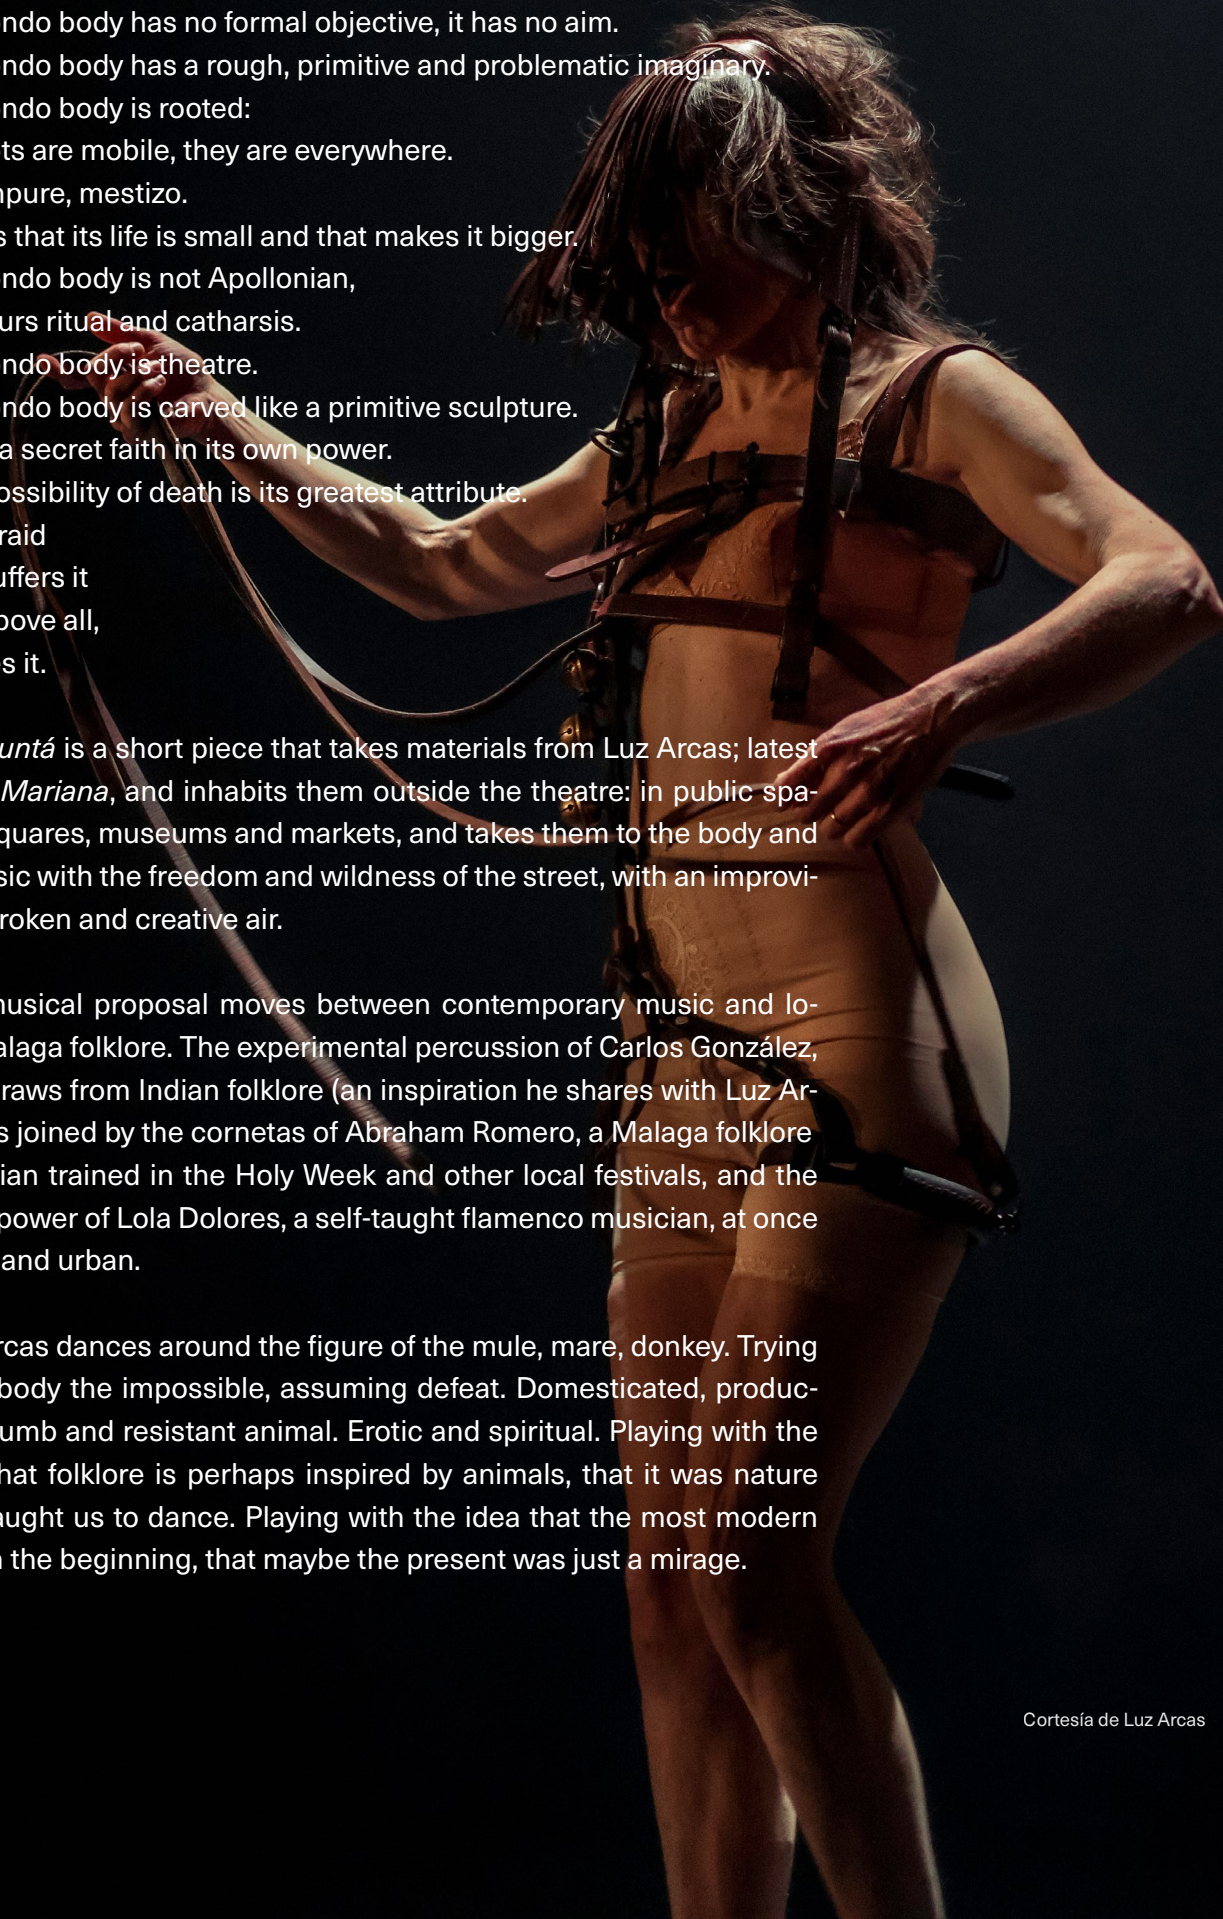 ondo body has no formal objective, it has no aim.
ondo body has a rough, primitive and problematic imaginary.
ondo body is rooted:
ts are mobile, they are everywhere.
npure, mestizo.
s that its life is small and that makes it bigger.
ondo body is not Apollonian,
urs ritual and catharsis.
ondo body is theatre.
ondo body is carved like a primitive sculpture.
a secret faith in its own power.
ossibility of death is its greatest attribute.
raid
uffers it
bove all,
s it.
untá is a short piece that takes materials from Luz Arcas; latest
Mariana, and inhabits them outside the theatre: in public spa-
quares, museums and markets, and takes them to the body and
sic with the freedom and wildness of the street, with an improvi-
roken and creative air.
nusical proposal moves between contemporary music and lo-
alaga folklore. The experimental percussion of Carlos González,
raws from Indian folklore (an inspiration he shares with Luz Ar-
s joined by the cornetas of Abraham Romero, a Malaga folklore
ian trained in the Holy Week and other local festivals, and the
power of Lola Dolores, a self-taught flamenco musician, at once
and urban.
rcas dances around the figure of the mule, mare, donkey. Trying
body the impossible, assuming defeat. Domesticated, produc-
umb and resistant animal. Erotic and spiritual. Playing with the
hat folklore is perhaps inspired by animals, that it was nature
aught us to dance. Playing with the idea that the most modern
n the beginning, that maybe the present was just a mirage.
Cortesía de Luz Arcas